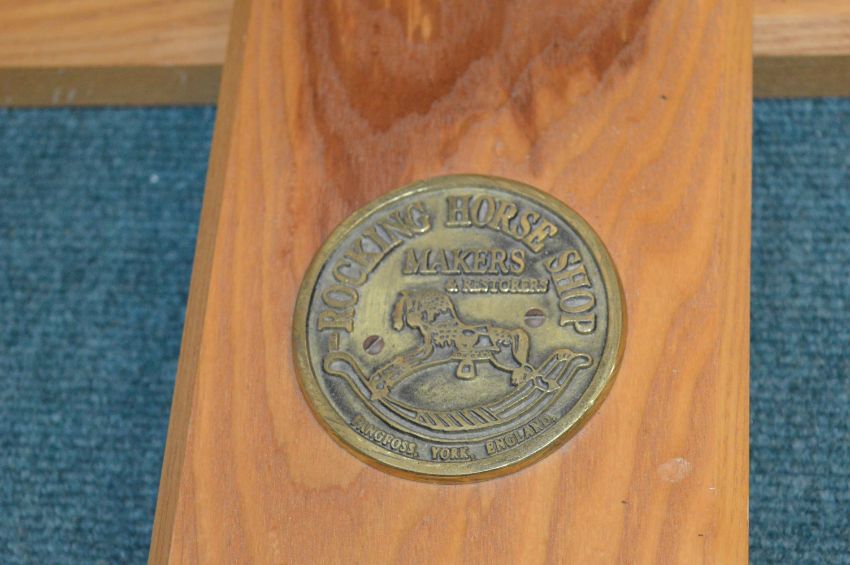 ROCKING HORSE SHOP
MAKERS
& RESTORERS
FANGFOSS, YORK, ENGLAND.